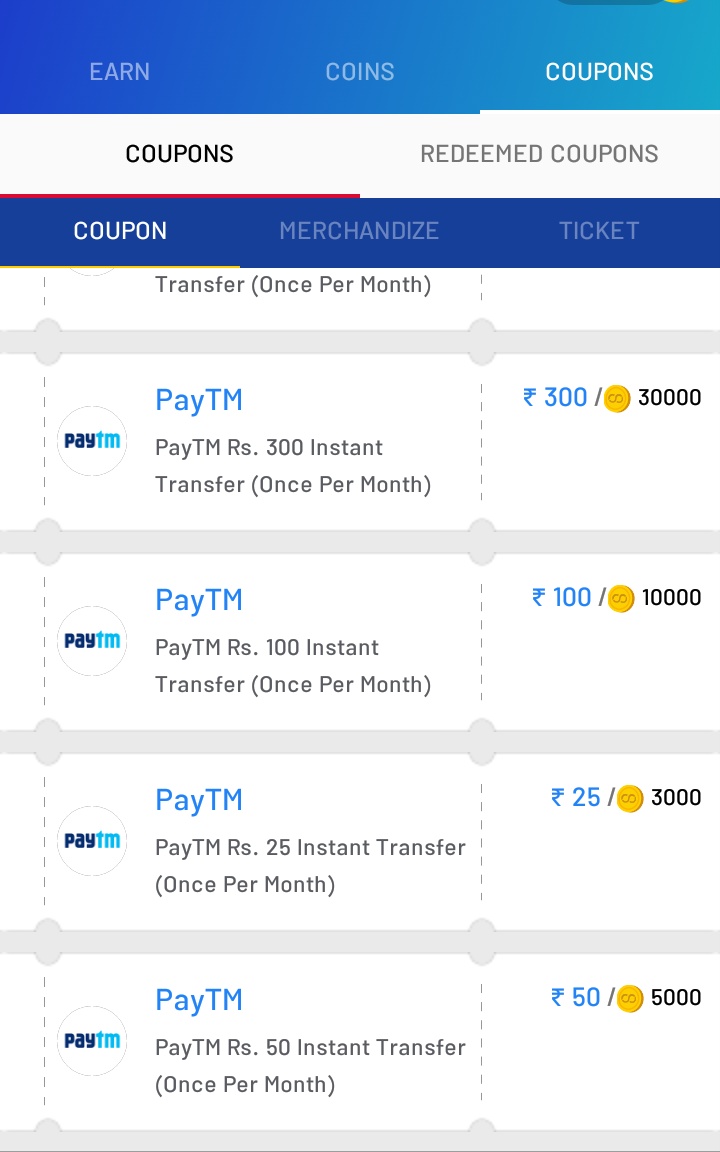 EARN COINS COUPONS
COUPONS REDEEMED COUPONS
COUPON MERCHANDIZE TICKET
Transfer (Once Per Month)
PayTM ₹ 300 / 30000
paytm PayTM Rs. 300 Instant
Transfer (Once Per Month)
PayTM ₹ 100 / 10000
paytm PayTM Rs. 100 Instant
Transfer (Once Per Month)
PayTM ₹ 25 / 3000
paytm PayTM Rs. 25 Instant Transfer
(Once Per Month)
PayTM ₹ 50 / 5000
paytm PayTM Rs. 50 Instant Transfer
(Once Per Month)